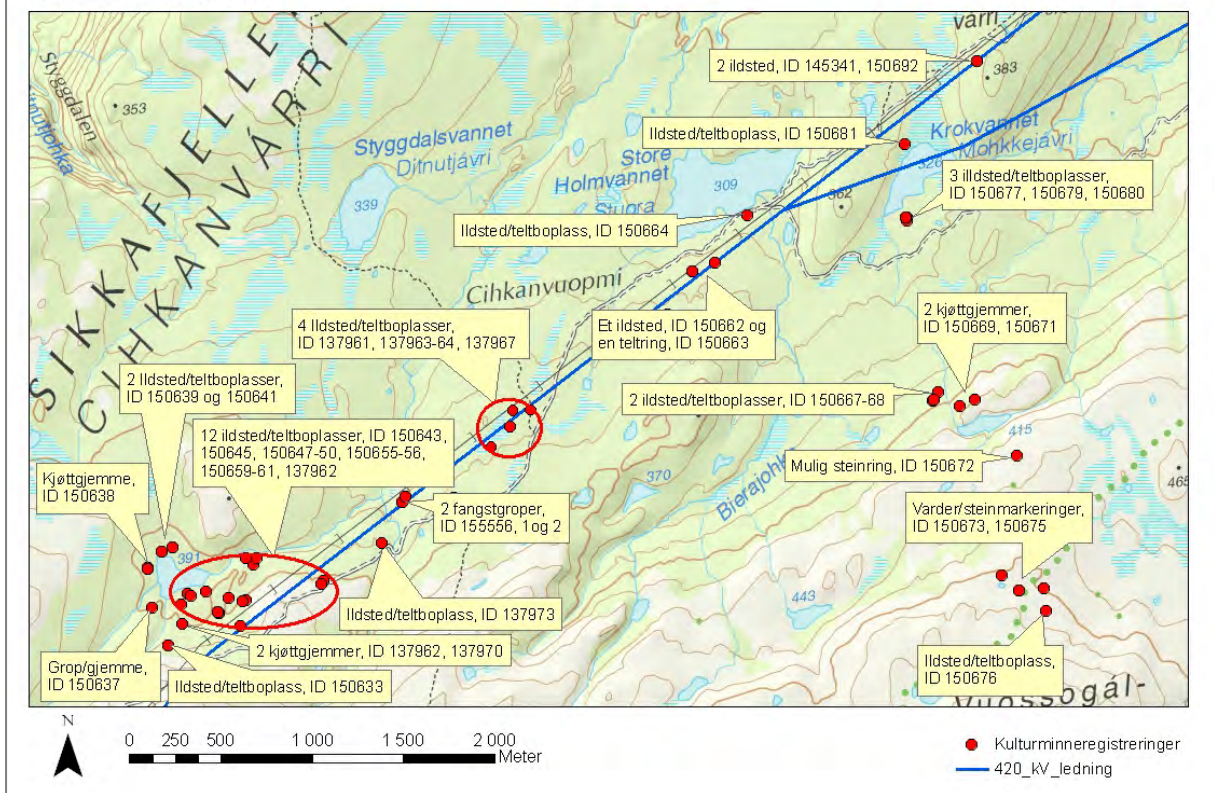 várri
2 ildsted, ID 145341, 150692
383
Styggdalen
353
Ildsted/teltboplass, ID 150681
Krokvannet
Mohkkejávri
326
Styggdalsvannet
Ditnutjávri
339
Store
Holmvannet
Stuora
309
362
3 illdsted/teltboplasser,
ID 150677, 150679, 150680
Ildsted/teltboplass, ID 150664
SIKKAFJELLE
CIHKANVÁRRI
Cihkanvuopmi
4 Ildsted/teltboplasser,
ID 137961, 137963-64, 137967
Et ildsted, ID 150662 og
en teltring, ID 150663
2 kjøttgjemmer,
ID 150669, 150671
2 Ildsted/teltboplasser,
ID 150639 og 150641
2 ildsted/teltboplasser, ID 150667-68
415
12 ildsted/teltboplasser, ID 150643,
150645, 150647-50, 150655-56,
150659-61, 137962
370
Bierajohka
Mulig steinring, ID 150672
465
Kjøttgjemme,
ID 150638
2 fangstgroper,
ID 155556, 1og 2
Varder/steinmarkeringer,
ID 150673, 150675
391
443
Ildsted/teltboplass, ID 137973
Grop/gjemme,
ID 150637
2 kjøttgjemmer, ID 137962, 137970
Ildsted/teltboplass, ID 150633
Ildsted/teltboplass,
ID 150676
Vuossogál-
N
0 250 500 1 000 1 500 2 000
Meter
Kulturminneregistreringer
420_kV_ledning